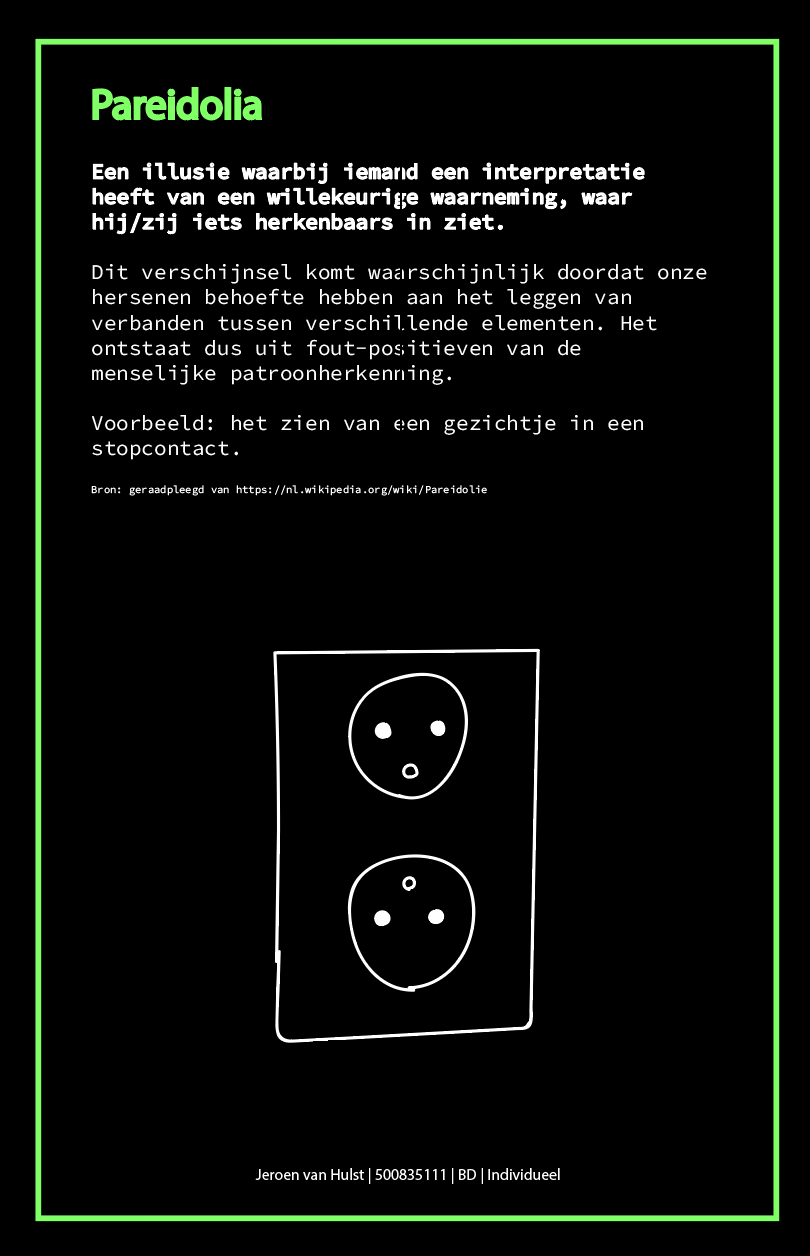 Pareidolia
Een illusie waarbij iemand een interpretatie
heeft van een willekeurige waarneming, waar
hij/zij iets herkenbaars in ziet.
Dit verschijnsel komt waarschijnlijk doordat onze
hersenen behoefte hebben aan het leggen van
verbanden tussen verschillende elementen. Het
ontstaat dus uit fout-positieven van de
menselijke patroonherkenning.
Voorbeeld: het zien van een gezichtje in een
stopcontact.
Bron: geraadpleegd van https://nl.wikipedia.org/wiki/Pareidolie
Jeroen van Hulst | 500835111 | BD | Individueel